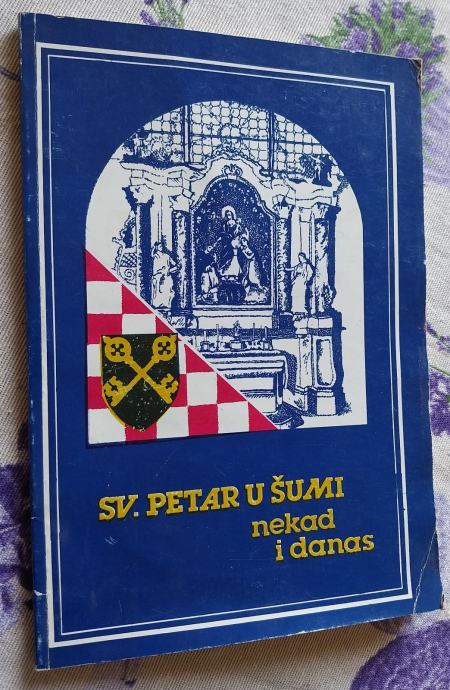 SV. PETAR U ŠUMI
nekad
i danas